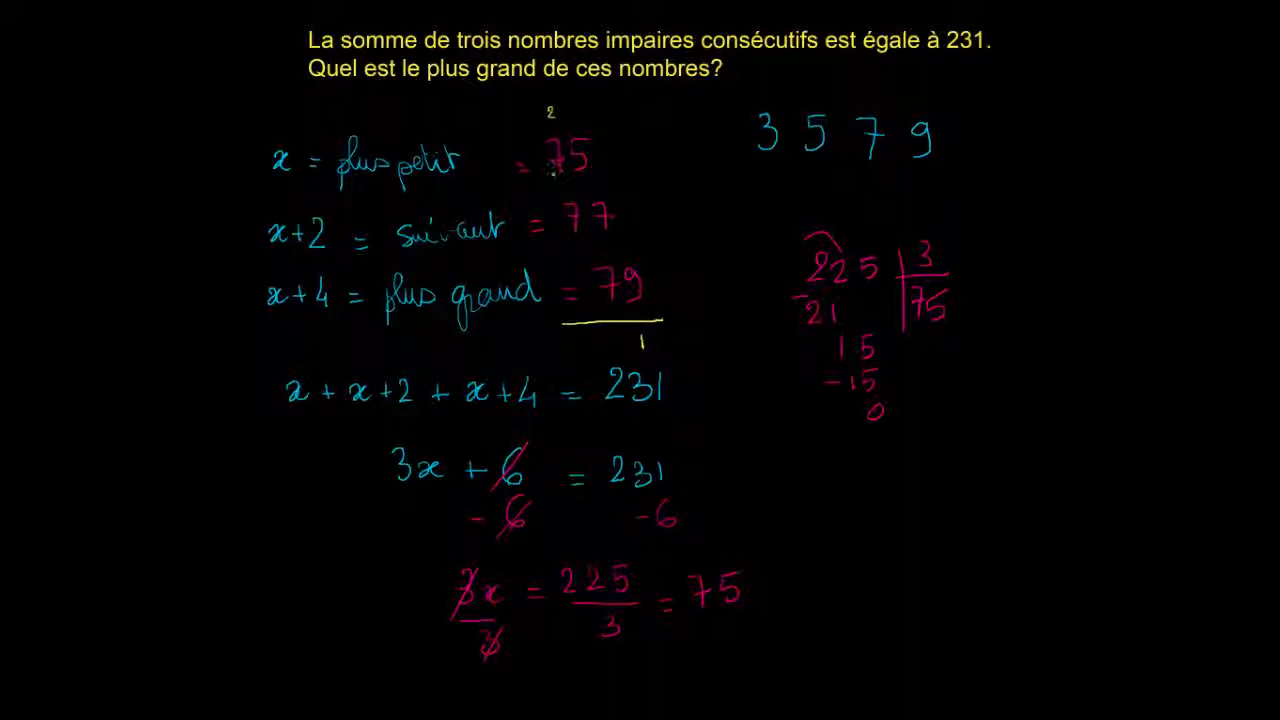 La somme de trois nombres impaires consécutifs est égale à 231.
Quel est le plus grand de ces nombres?
2
3 5 7 9
x = plus petit = 75
x+2 = suivant = 77
x+4 = plus grand = 79
1
x + x+2 + x+4 = 231
3x + 6 = 231
- 6 -6
3x = 225 = 75
3 3
225 3
- 21 75
15
-15
0